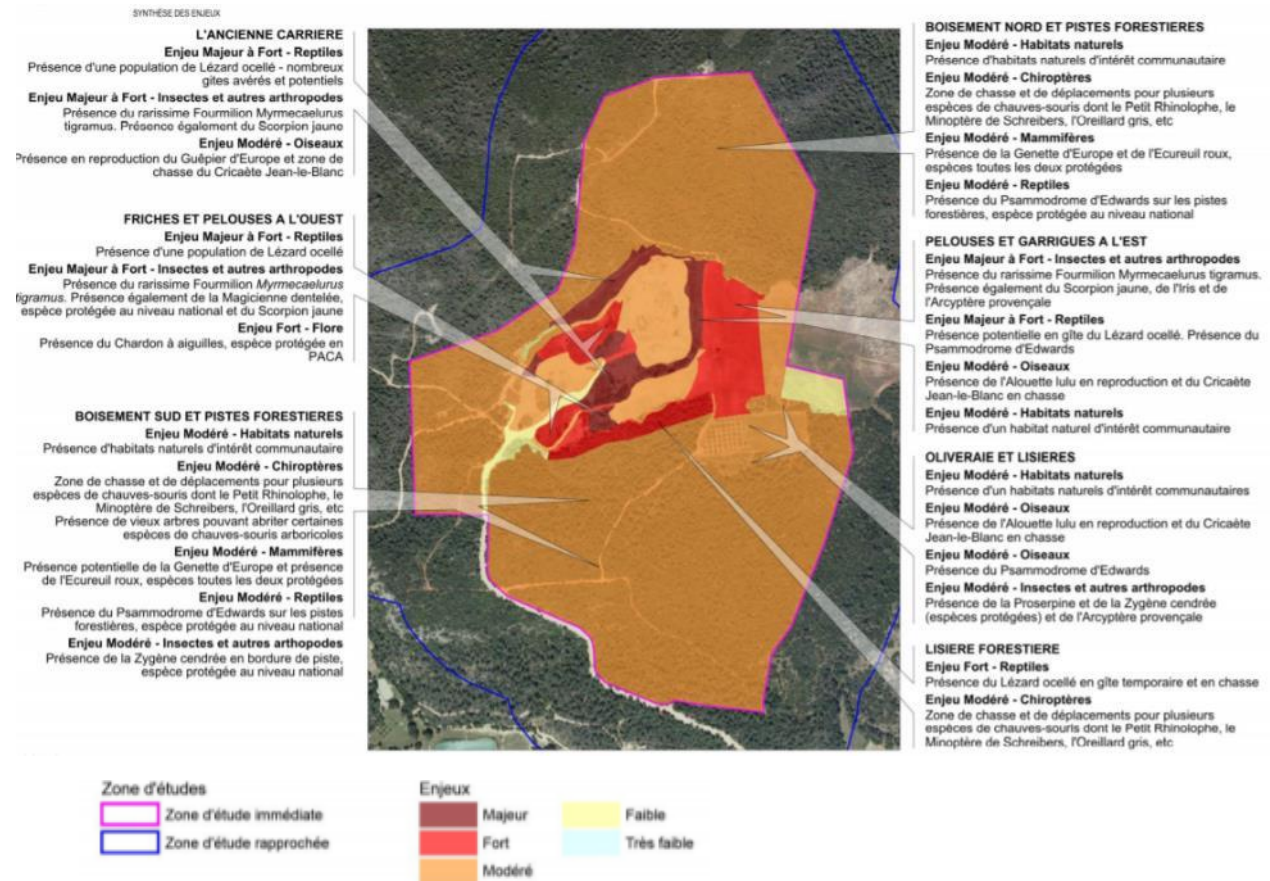 SYNTHÈSE DES ENJEUX
L'ANCIENNE CARRIERE
Enjeu Majeur à Fort - Reptiles
Présence d'une population de Lézard ocellé - nombreux
gites avérés et potentiels
Enjeu Majeur à Fort - Insectes et autres arthropodes
Présence du rarissime Fourmilion Myrmecaelurus
tigramus. Présence également du Scorpion jaune
Enjeu Modéré - Oiseaux
Présence en reproduction du Guêpier d'Europe et zone de
chasse du Cricaète Jean-le-Blanc
FRICHES ET PELOUSES A L'OUEST
Enjeu Majeur à Fort - Reptiles
Présence d'une population de Lézard ocellé
Enjeu Majeur à Fort - Insectes et autres arthropodes
Présence du rarissime Fourmilion Myrmecaelurus
tigramus. Présence également de la Magicienne dentelée,
espèce protégée au niveau national et du Scorpion jaune
Enjeu Fort - Flore
Présence du Chardon à aiguilles, espèce protégée en
PACA
BOISEMENT SUD ET PISTES FORESTIERES
Enjeu Modéré - Habitats naturels
Présence d'habitats naturels d'intérêt communautaire
Enjeu Modéré - Chiroptères
Zone de chasse et de déplacements pour plusieurs
espèces de chauves-souris dont le Petit Rhinolophe, le
Minoptère de Schreibers, l'Oreillard gris, etc
Présence de vieux arbres pouvant abriter certaines
espèces de chauves-souris arboricoles
Enjeu Modéré - Mammifères
Présence potentielle de la Genette d'Europe et présence
de l'Ecureuil roux, espèces toutes les deux protégées
Enjeu Modéré - Reptiles
Présence du Psammodrome d'Edwards sur les pistes
forestières, espèce protégée au niveau national
Enjeu Modéré - Insectes et autres arthopodes
Présence de la Zygène cendrée en bordure de piste,
espèce protégée au niveau national
BOISEMENT NORD ET PISTES FORESTIERES
Enjeu Modéré - Habitats naturels
Présence d'habitats naturels d'intérêt communautaire
Enjeu Modéré - Chiroptères
Zone de chasse et de déplacements pour plusieurs
espèces de chauves-souris dont le Petit Rhinolophe, le
Minoptère de Schreibers, l'Oreillard gris, etc
Enjeu Modéré - Mammifères
Présence de la Genette d'Europe et de l'Ecureuil roux,
espèces toutes les deux protégées
Enjeu Modéré - Reptiles
Présence du Psammodrome d'Edwards sur les pistes
forestières, espèce protégée au niveau national
PELOUSES ET GARRIGUES A L'EST
Enjeu Majeur à Fort - Insectes et autres arthropodes
Présence du rarissime Fourmilion Myrmecaelurus tigramus.
Présence également du Scorpion jaune, de l'Iris et de
l'Arcyptère provençale
Enjeu Majeur à Fort - Reptiles
Présence potentielle en gîte du Lézard ocellé. Présence du
Psammodrome d'Edwards
Enjeu Modéré - Oiseaux
Présence de l'Alouette lulu en reproduction et du Cricaète
Jean-le-Blanc en chasse
Enjeu Modéré - Habitats naturels
Présence d'un habitat naturel d'intérêt communautaire
OLIVERAIE ET LISIERES
Enjeu Modéré - Habitats naturels
Présence d'un habitats naturels d'intérêt communautaires
Enjeu Modéré - Oiseaux
Présence de l'Alouette lulu en reproduction et du Cricaète
Jean-le-Blanc en chasse
Enjeu Modéré - Oiseaux
Présence du Psammodrome d'Edwards
Enjeu Modéré - Insectes et autres arthropodes
Présence de la Proserpine et de la Zygène cendrée
(espèces protégées) et de l'Arcyptère provençale
LISIERE FORESTIERE
Enjeu Fort - Reptiles
Présence du Lézard ocellé en gîte temporaire et en chasse
Enjeu Modéré - Chiroptères
Zone de chasse et de déplacements pour plusieurs
espèces de chauves-souris dont le Petit Rhinolophe, le
Minoptère de Schreibers, l'Oreillard gris, etc
Zone d'études
Zone d'étude immédiate
Zone d'étude rapprochée
Enjeux
Majeur
Fort
Modéré
Faible
Très faible